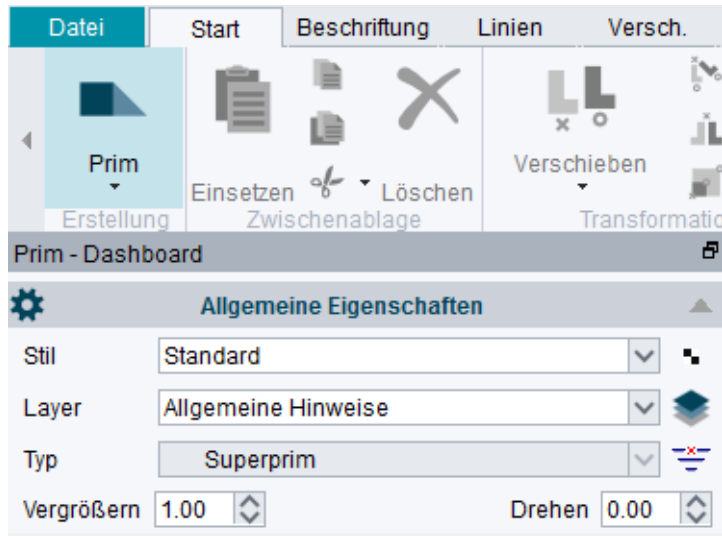 Datei Start Beschriftung Linien Versch.
Prim Einsetzen Löschen Verschieben
Erstellung Zwischenablage
Prim - Dashboard
Allgemeine Eigenschaften
Stil Standard
Layer Allgemeine Hinweise
Typ Superprim
Vergrößern 1.00 Drehen 0.00